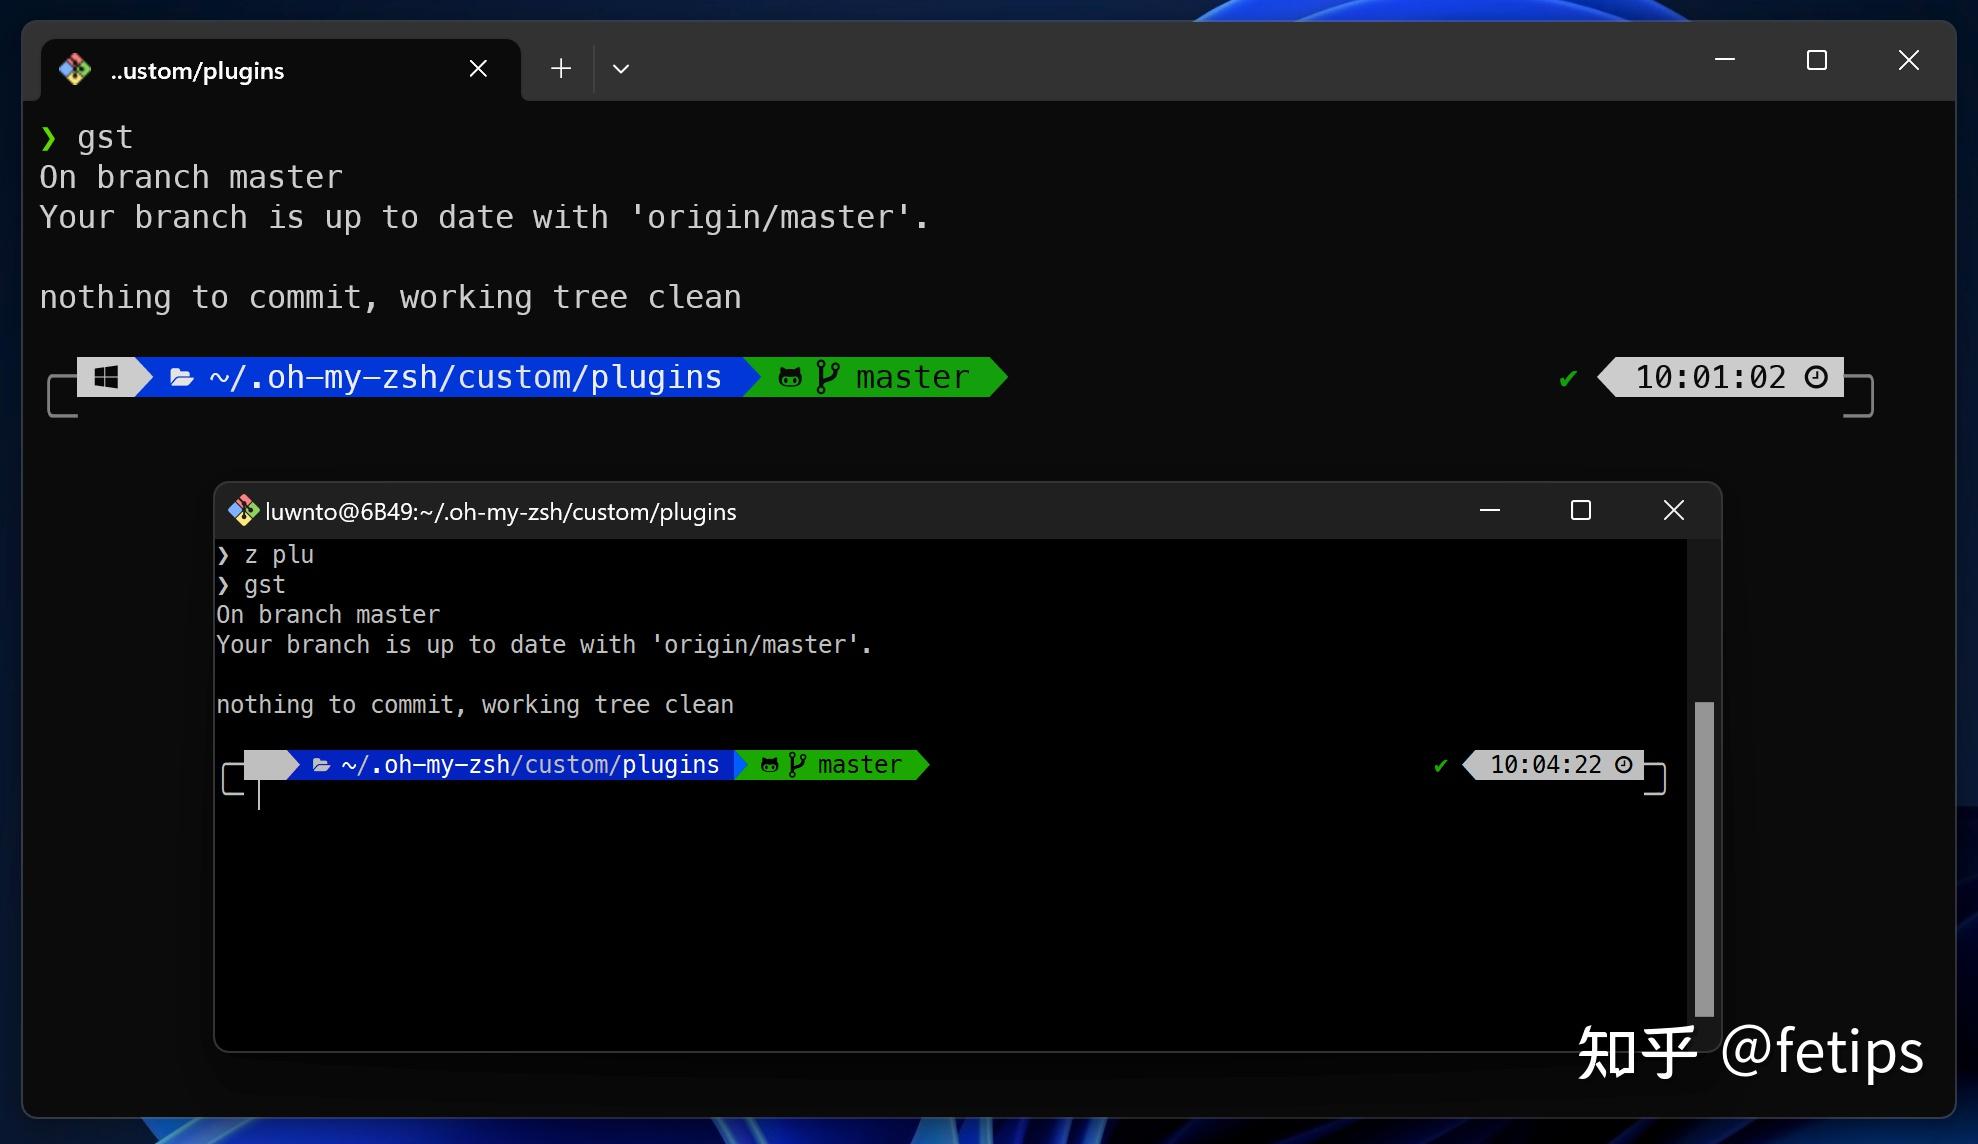 ..ustom/plugins
❯ gst
On branch master
Your branch is up to date with 'origin/master'.
nothing to commit, working tree clean
~/.oh-my-zsh/custom/plugins master ✔ 10:01:02
luwnto@6B49:~/.oh-my-zsh/custom/plugins
❯ z plu
❯ gst
On branch master
Your branch is up to date with 'origin/master'.
nothing to commit, working tree clean
~/.oh-my-zsh/custom/plugins master ✔ 10:04:22
知乎 @fetips